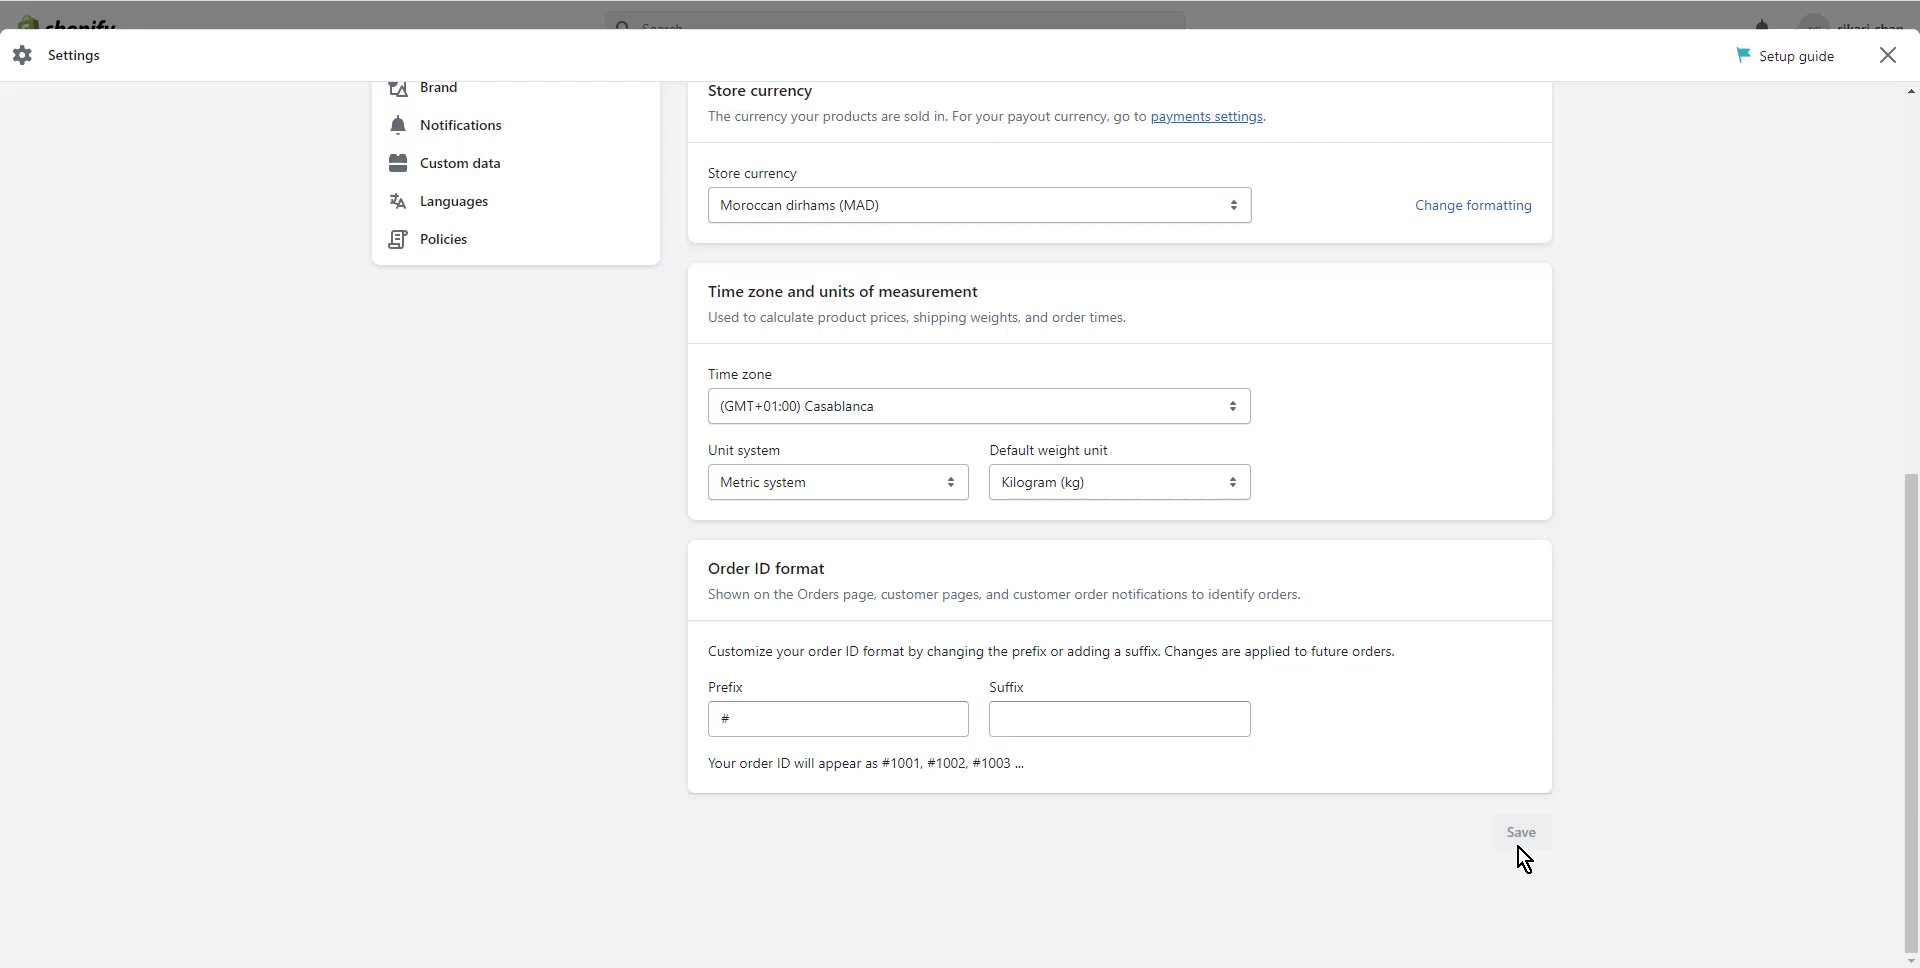 shopify
Search
rikari chan
Settings
Setup guide
Brand
Notifications
Custom data
Languages
Policies
Store currency
The currency your products are sold in. For your payout currency, go to payments settings.
Store currency
Moroccan dirhams (MAD)
Change formatting
Time zone and units of measurement
Used to calculate product prices, shipping weights, and order times.
Time zone
(GMT+01:00) Casablanca
Unit system
Default weight unit
Metric system
Kilogram (kg)
Order ID format
Shown on the Orders page, customer pages, and customer order notifications to identify orders.
Customize your order ID format by changing the prefix or adding a suffix. Changes are applied to future orders.
Prefix
Suffix
#
Your order ID will appear as #1001, #1002, #1003 ...
Save